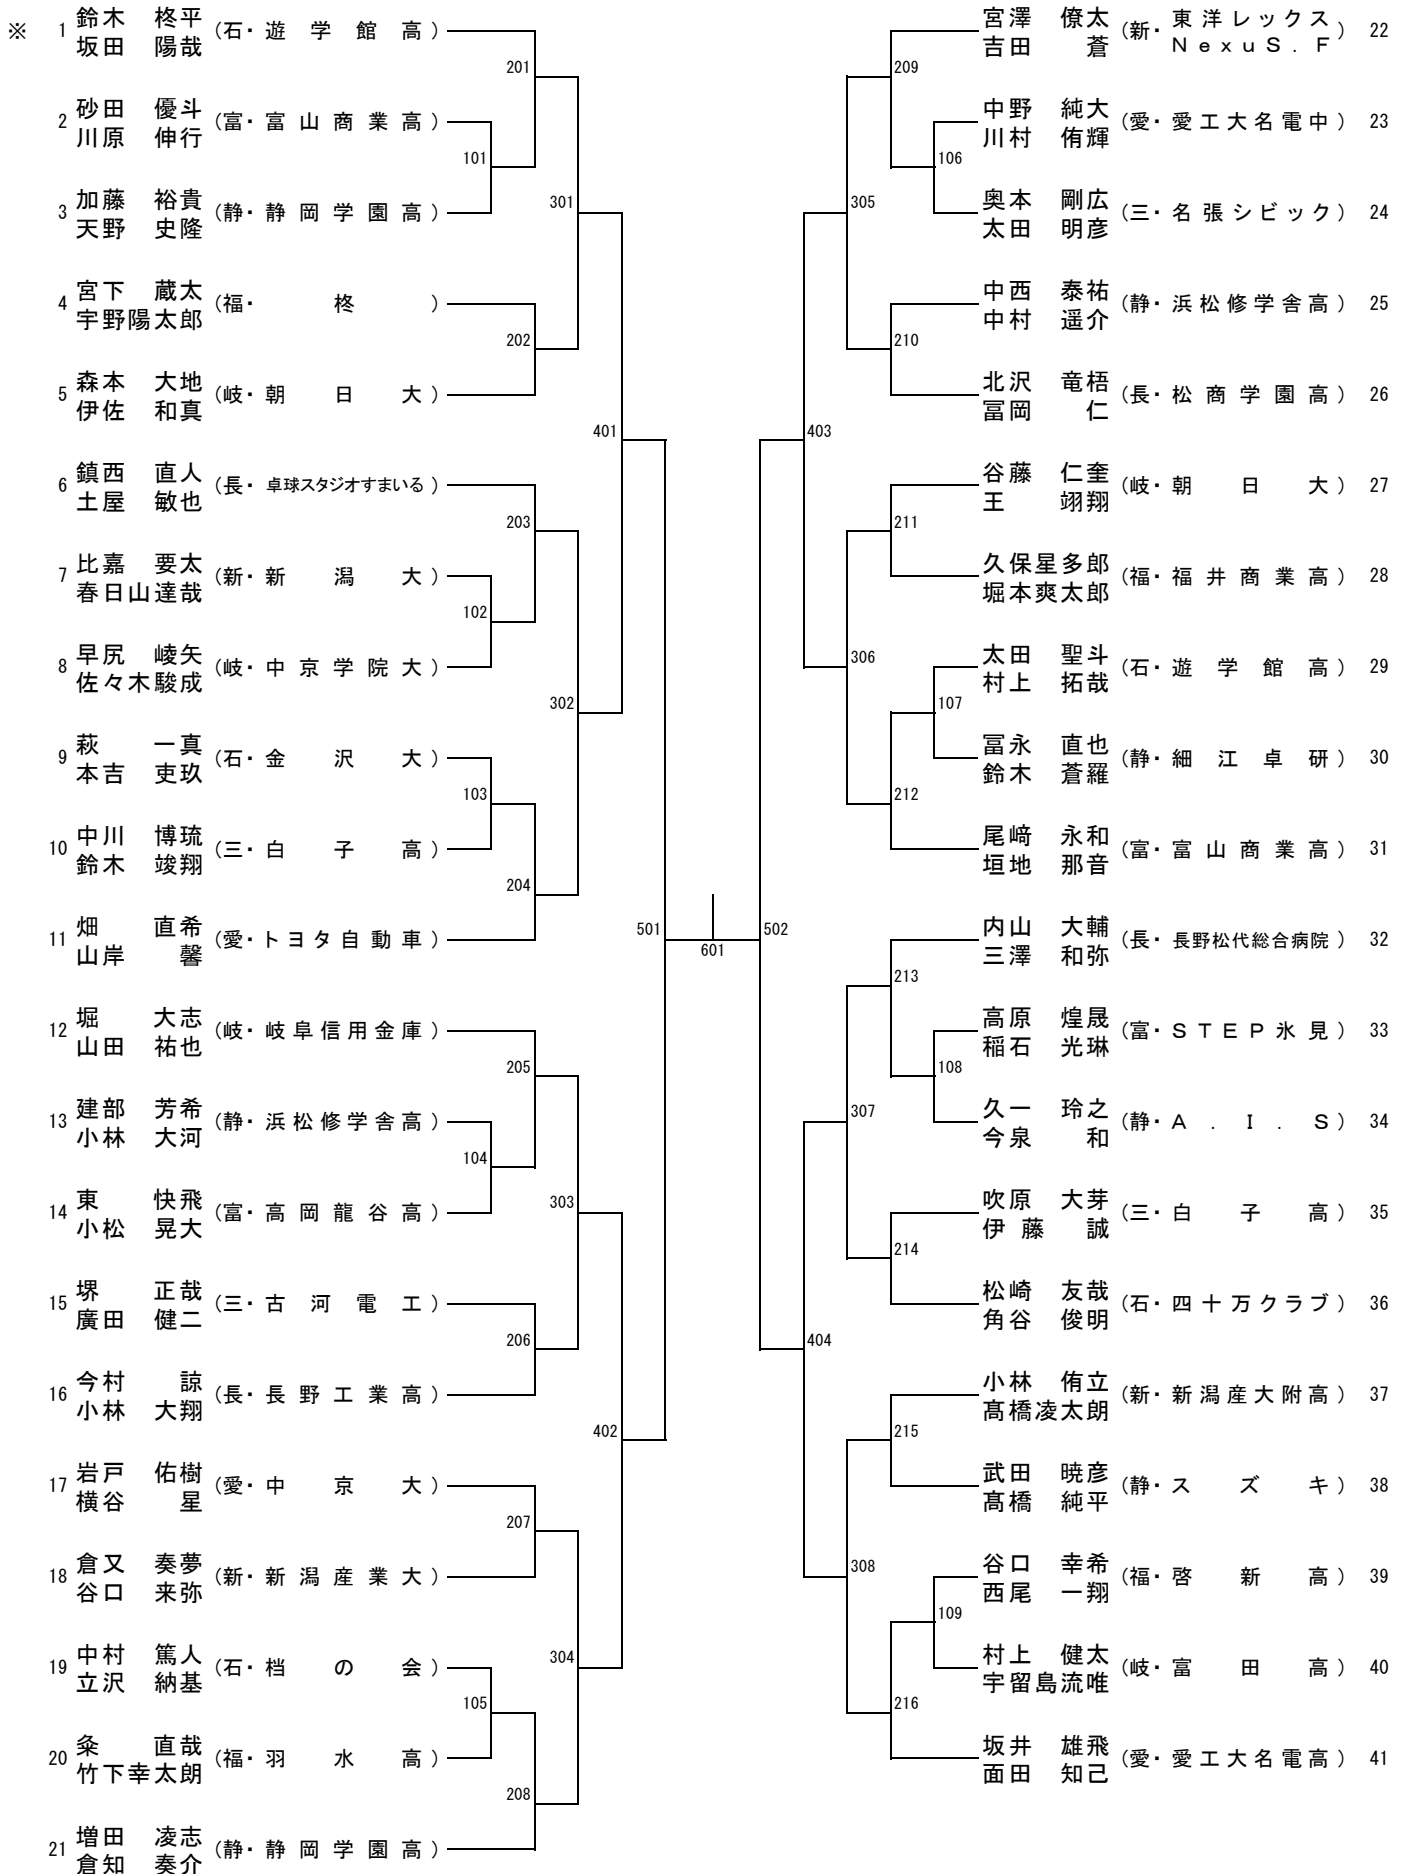 ※ 1 鈴木 柊平 坂田 陽哉 (石・遊学館高)
201
2 砂田 優斗 川原 伸行 (富・富山商業高)
101
3 加藤 裕貴 天野 史隆 (静・静岡学園高)
301
4 宮下 蔵太 宇野陽太郎 (福・柊)
202
5 森本 大地 伊佐 和真 (岐・朝日大)
401
6 鎮西 直人 土屋 敏也 (長・卓球スタジオすまいる)
203
7 比嘉 要太 春日山達哉 (新・新潟大)
102
8 早尻 崚矢 佐々木駿成 (岐・中京学院大)
302
9 萩 一真 本吉 吏玖 (石・金沢大)
103
10 中川 博琉 鈴木 竣翔 (三・白子高)
204
11 畑 直希 山岸 馨 (愛・トヨタ自動車)
501
601
12 堀 大志 山田 祐也 (岐・岐阜信用金庫)
205
13 建部 芳希 小林 大河 (静・浜松修学舎高)
104
14 東 快飛 小松 晃大 (富・高岡龍谷高)
303
15 堺 正哉 廣田 健二 (三・古河電工)
206
16 今村 諒 小林 大翔 (長・長野工業高)
402
17 岩戸 佑樹 横谷 星 (愛・中京大)
207
18 倉又 奏夢 谷口 来弥 (新・新潟産業大)
19 中村 篤人 立沢 納基 (石・档の会)
304
105
20 粂 直哉 竹下幸太朗 (福・羽水高)
208
21 増田 凌志 倉知 奏介 (静・静岡学園高)
宮澤 僚太 吉田 蒼 (新・東洋レックス NexuS.F) 22
209
中野 純大 川村 侑輝 (愛・愛工大名電中) 23
106
奥本 剛広 太田 明彦 (三・名張シビック) 24
305
中西 泰祐 中村 遥介 (静・浜松修学舎高) 25
210
北沢 竜梧 冨岡 仁 (長・松商学園高) 26
403
谷藤 仁奎 王 翊翔 (岐・朝日大) 27
211
久保星多郎 堀本爽太郎 (福・福井商業高) 28
306
太田 聖斗 村上 拓哉 (石・遊学館高) 29
107
冨永 直也 鈴木 蒼羅 (静・細江卓研) 30
212
尾﨑 永和 垣地 那音 (富・富山商業高) 31
502
内山 大輔 三澤 和弥 (長・長野松代総合病院) 32
213
高原 煌晟 稲石 光琳 (富・STEP氷見) 33
108
久一 玲之 今泉 和 (静・A.I.S) 34
307
吹原 大芽 伊藤 誠 (三・白子高) 35
214
松崎 友哉 角谷 俊明 (石・四十万クラブ) 36
404
小林 侑立 髙橋凌太朗 (新・新潟産大附高) 37
215
武田 暁彦 髙橋 純平 (静・スズキ) 38
308
谷口 幸希 西尾 一翔 (福・啓新高) 39
109
村上 健太 宇留島流唯 (岐・富田高) 40
216
坂井 雄飛 面田 知己 (愛・愛工大名電高) 41